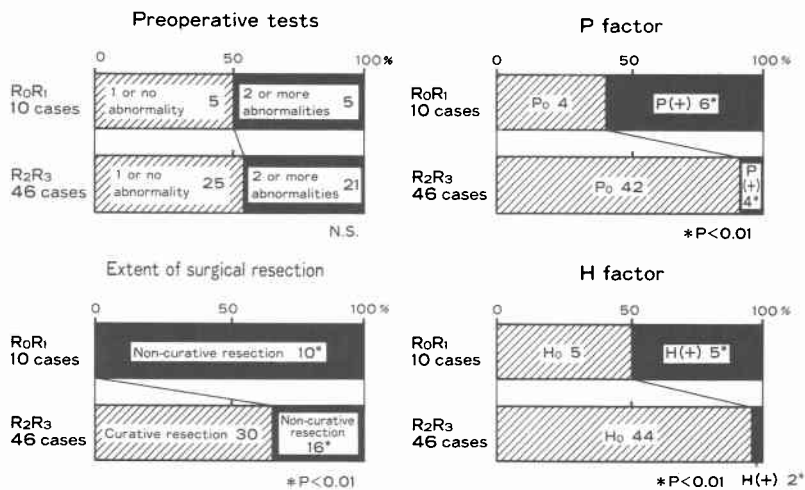 Preoperative tests
0 50 100%
R₀R₁
10 cases
1 or no
abnormality 5
2 or more
abnormalities 5
R₂R₃
46 cases
1 or no
abnormality 25
2 or more
abnormalities 21
N.S.
P factor
0 50 100%
R₀R₁
10 cases
P₀ 4
P(+) 6*
R₂R₃
46 cases
P₀ 42
P
(+)
4*
*P<0.01
Extent of surgical resection
0 50 100%
R₀R₁
10 cases
Non-curative resection 10*
R₂R₃
46 cases
Curative resection 30
Non-curative
resection
16*
*P<0.01
H factor
0 50 100%
R₀R₁
10 cases
H₀ 5
H(+) 5*
R₂R₃
46 cases
H₀ 44
*P<0.01 H(+) 2*